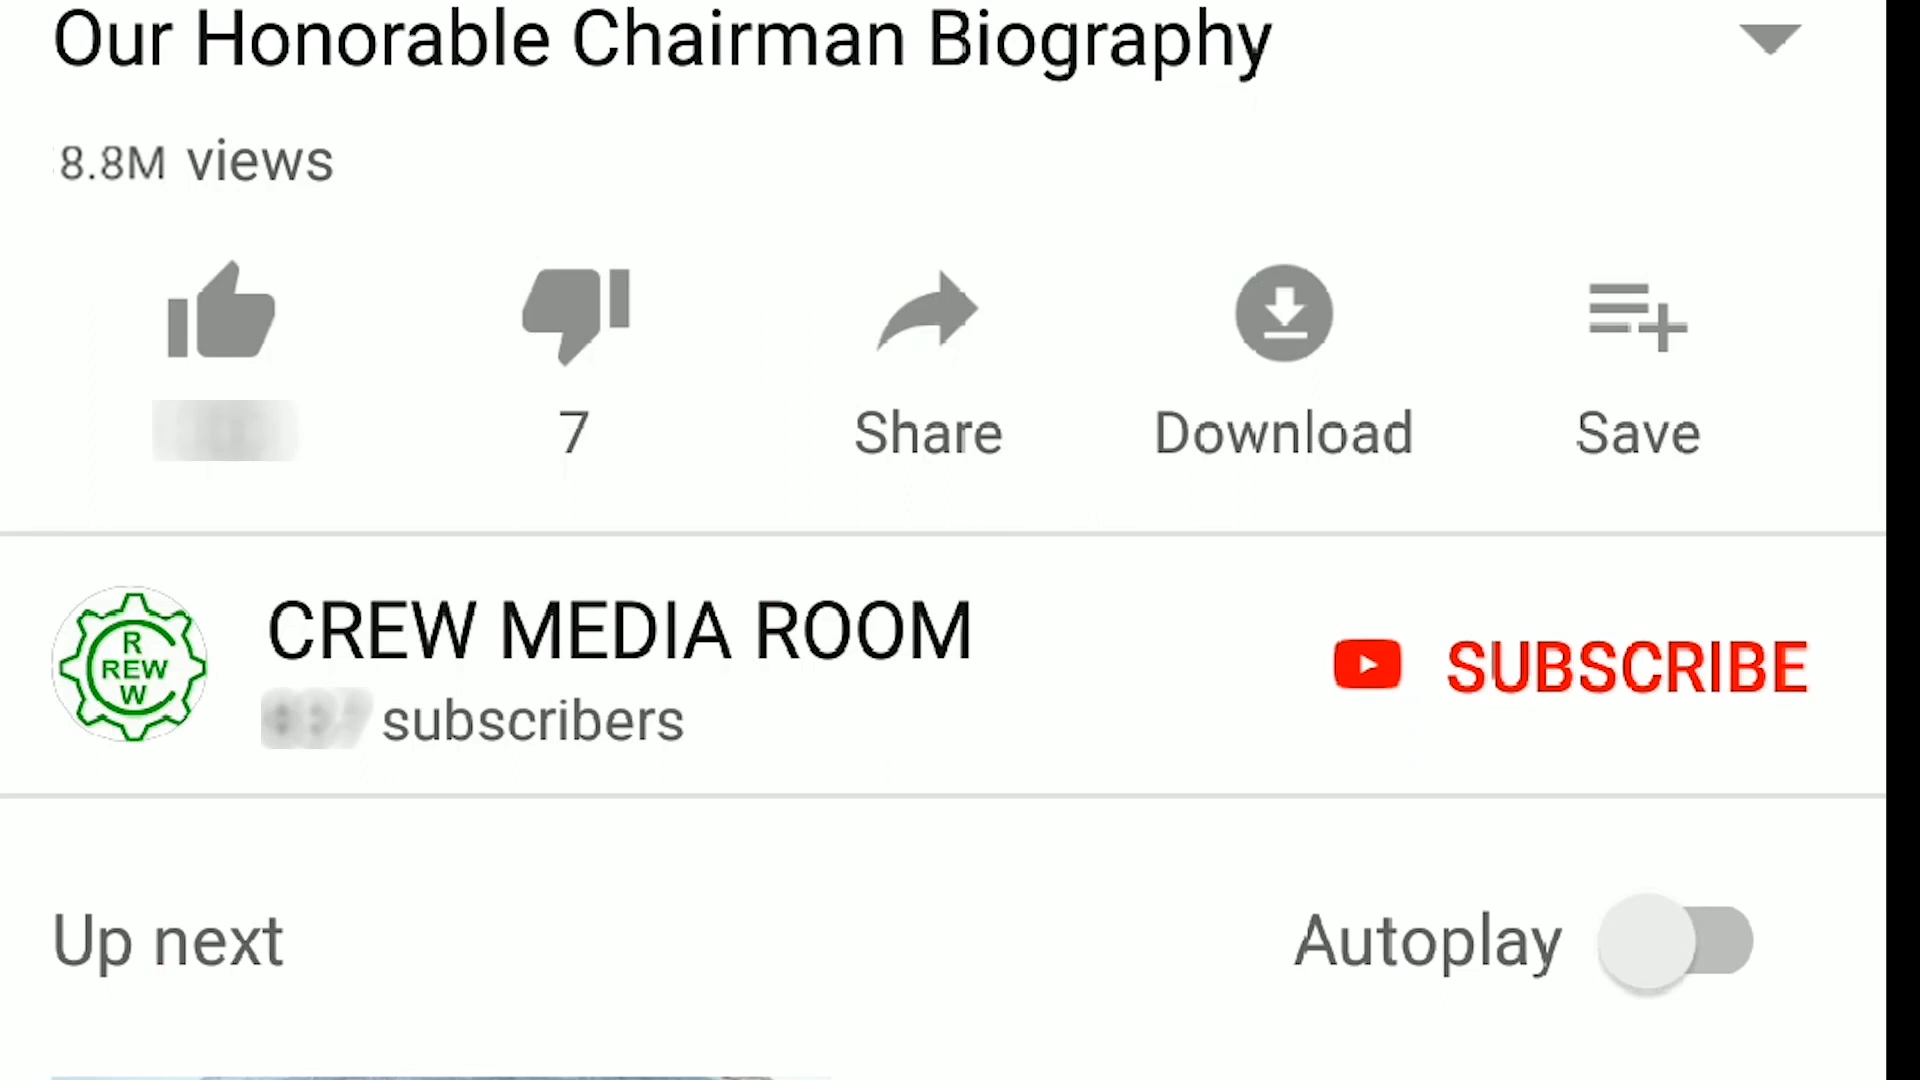 Our Honorable Chairman Biography
8.8M views
7
Share
Download
Save
R
REW
W
CREW MEDIA ROOM
subscribers
SUBSCRIBE
Up next
Autoplay